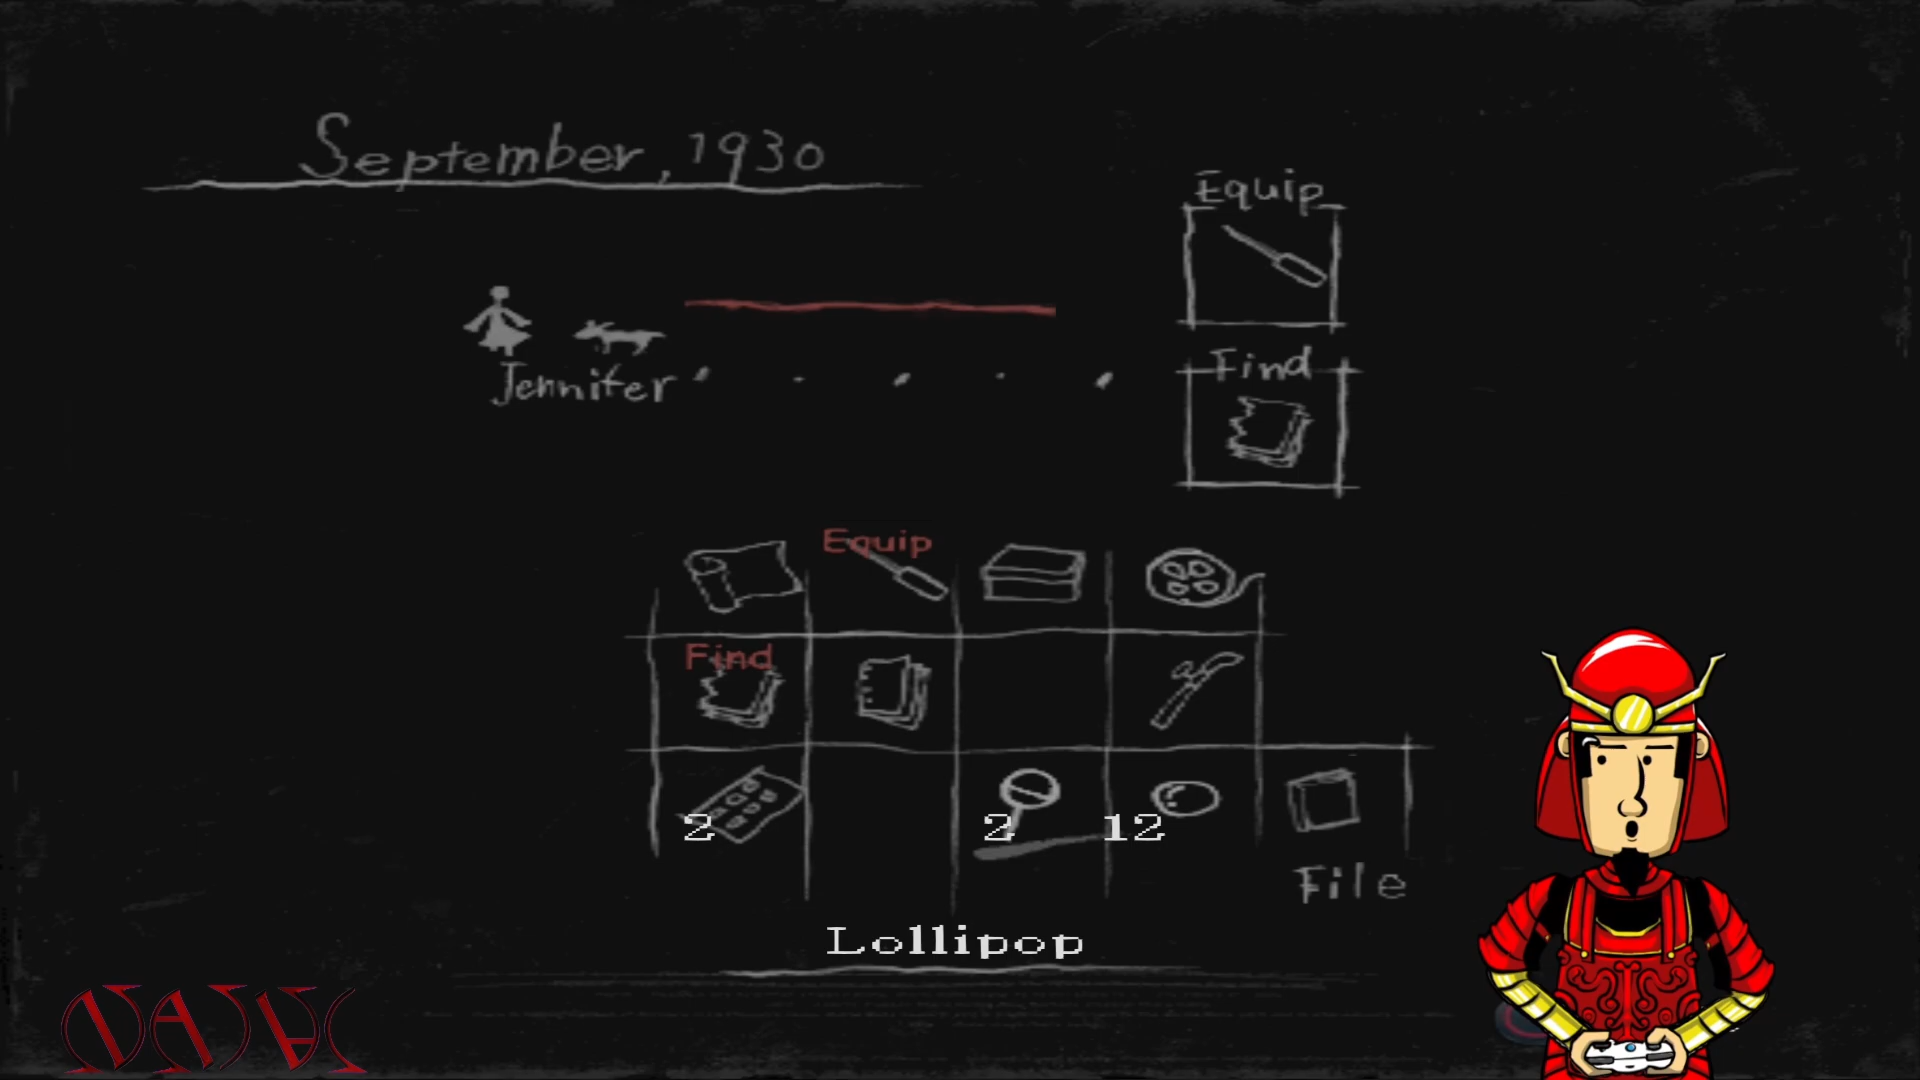 September, 1930
Equip
Jennifer
Find
Equip
Find
2
2
12
File
Lollipop